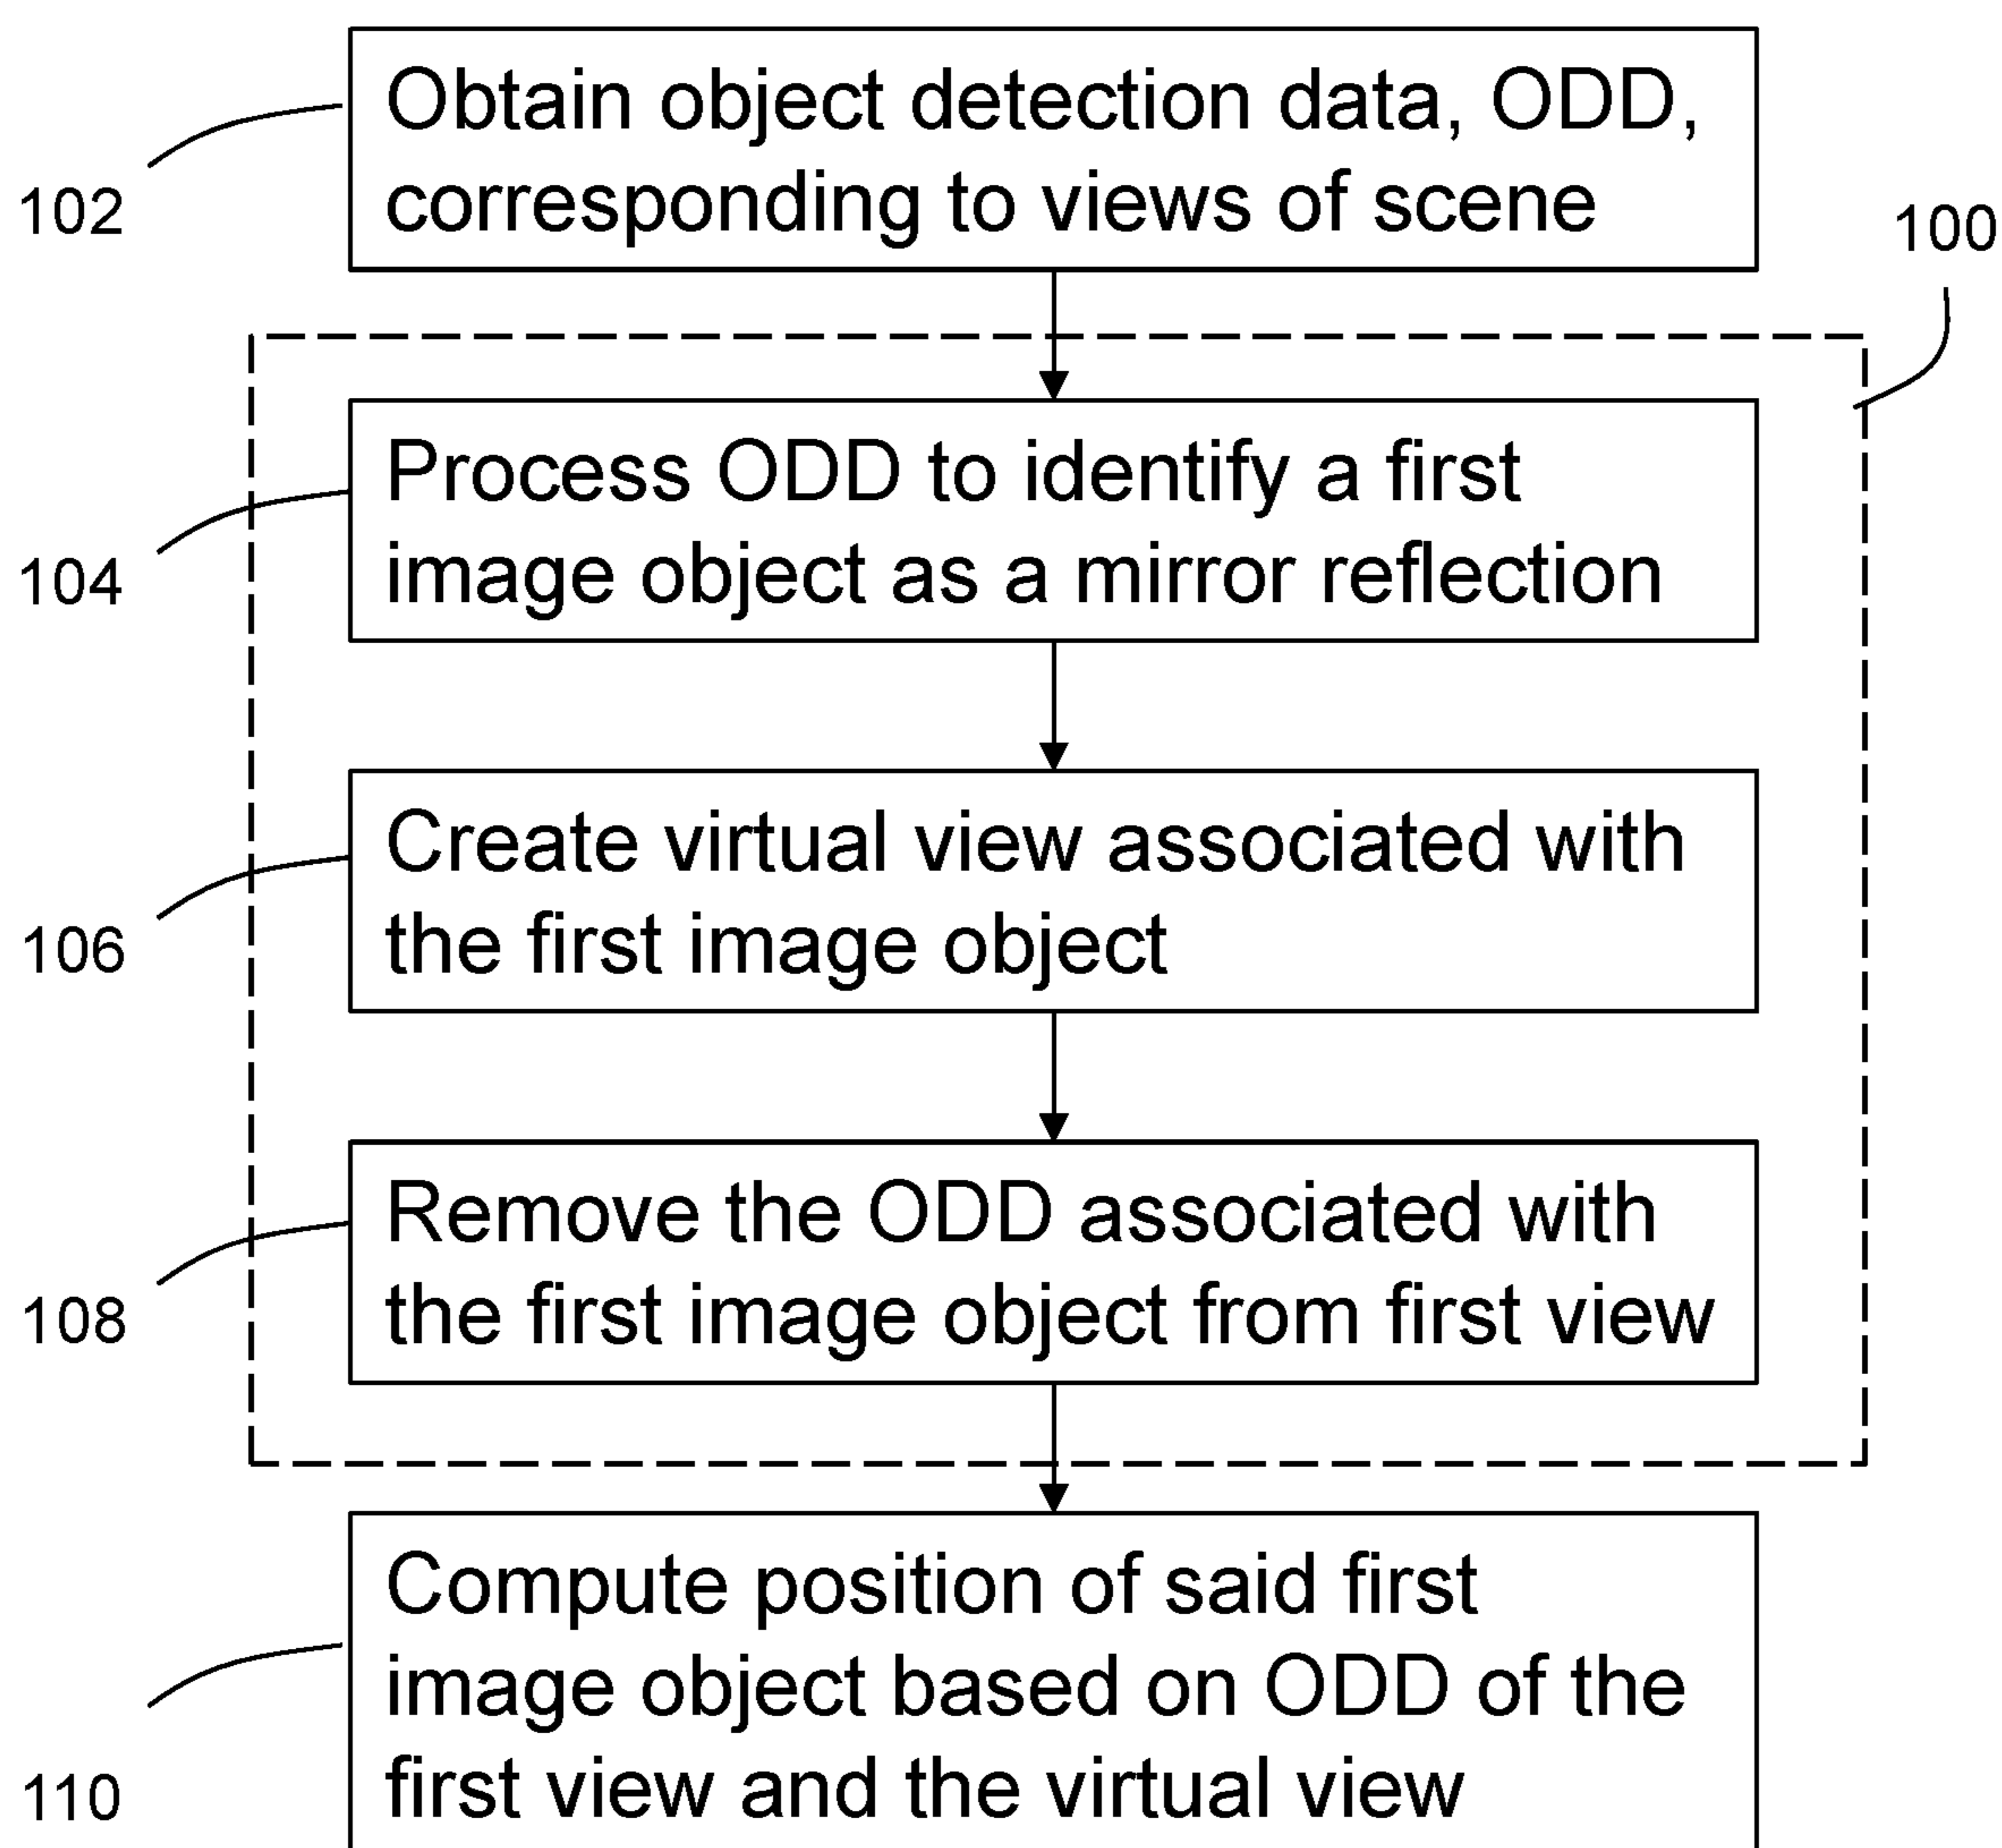 Obtain object detection data, ODD,
corresponding to views of scene
102
100
Process ODD to identify a first
image object as a mirror reflection
104
Create virtual view associated with
the first image object
106
Remove the ODD associated with
the first image object from first view
108
Compute position of said first
image object based on ODD of the
first view and the virtual view
110